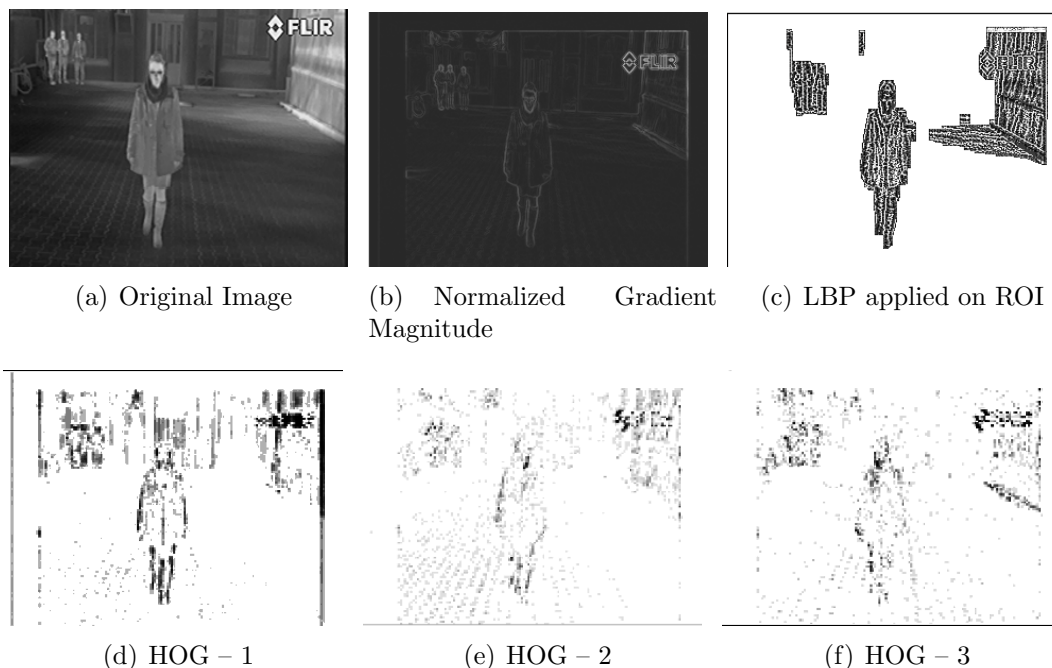 FLIR
FLIR
FLIR
(a) Original Image
(b) Normalized Gradient
Magnitude
(c) LBP applied on ROI
(d) HOG – 1
(e) HOG – 2
(f) HOG – 3